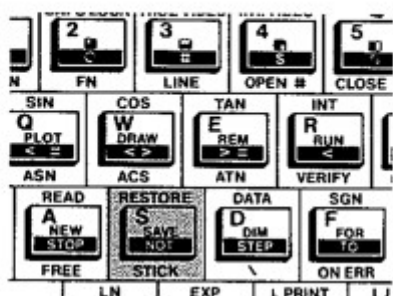 2 3 4 5
# $
FN LINE OPEN # CLOSE
SIN COS TAN INT
Q W E R
PLOT DRAW REM RUN
< = < > > = <
ASN ACS ATN VERIFY
READ RESTORE DATA SGN
A S D F
NEW SAVE DIM FOR
STOP NOT STEP TO
FREE STICK \ ON ERR
LN EXP L PRINT